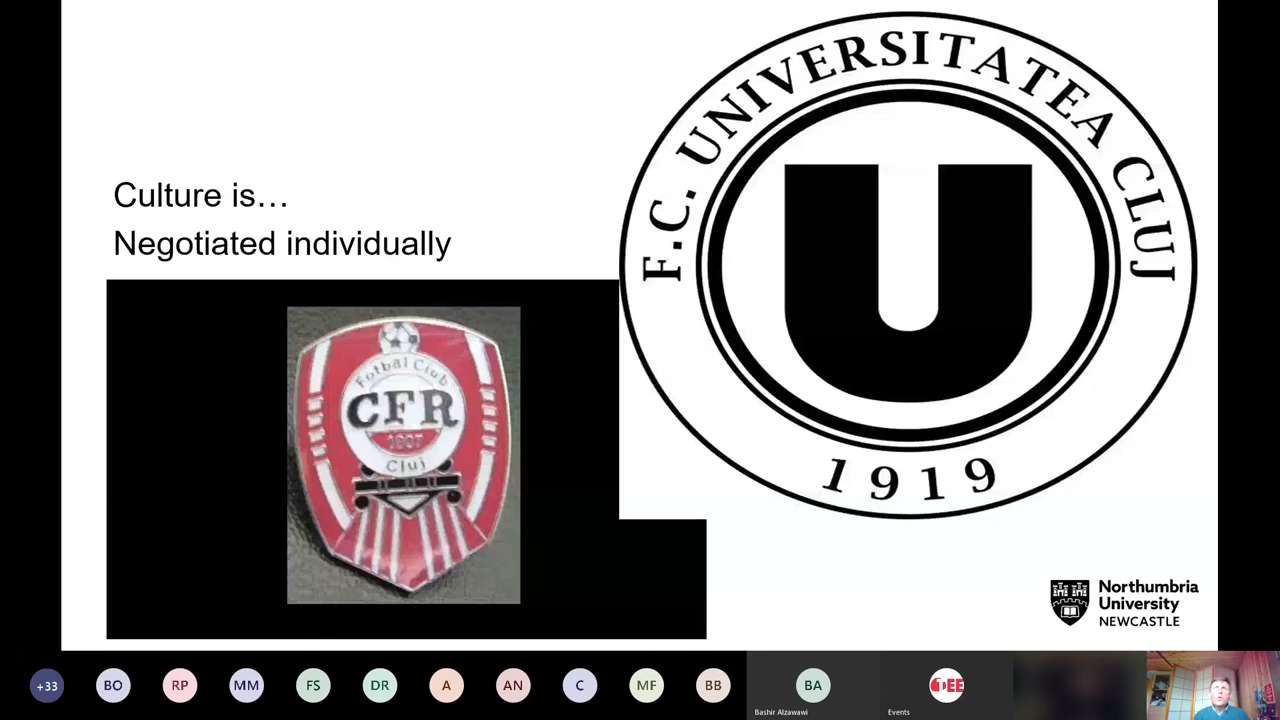 Culture is…
Negotiated individually
F.C. UNIVERSITATEA CLUJ
U
1919
Fotbal Club
CFR
1907
Cluj
Northumbria
University
NEWCASTLE
+33
BO
RP
MM
FS
DR
A
AN
C
MF
BB
BA
Bashir Alzawawi
DEE
Events